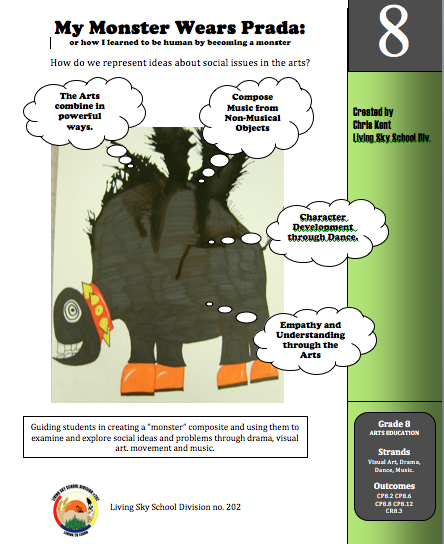 My Monster Wears Prada:
or how I learned to be human by becoming a monster
How do we represent ideas about social issues in the arts?
8
Created by
Chris Kent
Living Sky School Div.
The Arts
combine in
powerful
ways.
Compose
Music from
Non-Musical
Objects
Character
Development
through Dance.
Empathy and
Understanding
through the
Arts
Guiding students in creating a "monster" composite and using them to
examine and explore social ideas and problems through drama, visual
art. movement and music.
Grade 8
ARTS EDUCATION
Strands
Visual Art, Drama,
Dance, Music.
Outcomes
CP8.2 CP8.6
CP8.8 CP8.12
CR8.3
LIVING SKY SCHOOL DIVISION #202
Living Sky School Division no. 202